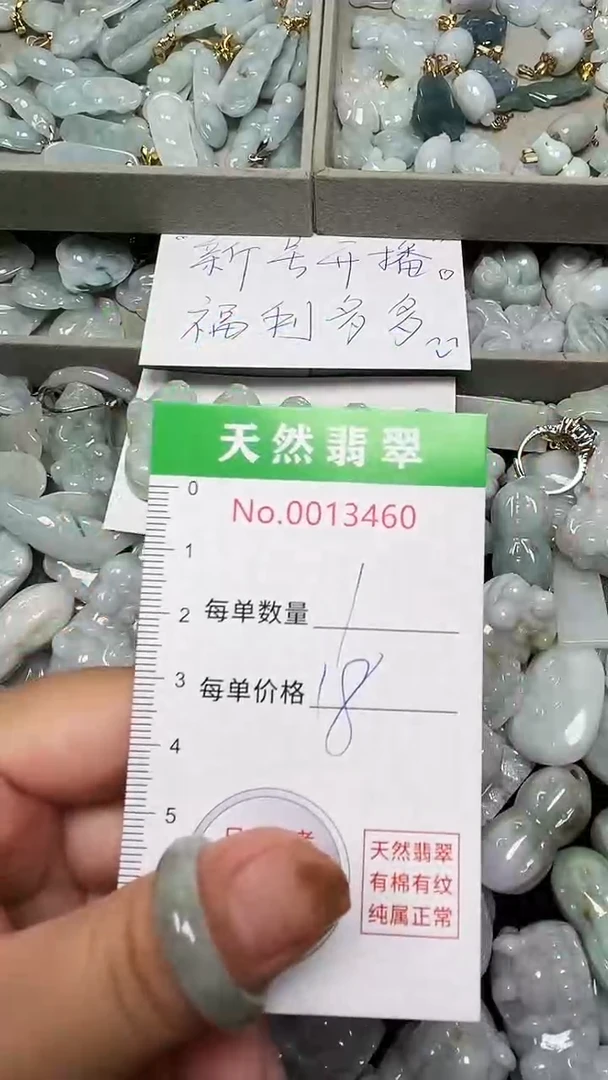 "新号开播"。
福利多多
天然翡翠
No.0013460
0
1
每单数量 1
2
每单价格 18
3
4
5
天然翡翠
有棉有纹
纯属正常